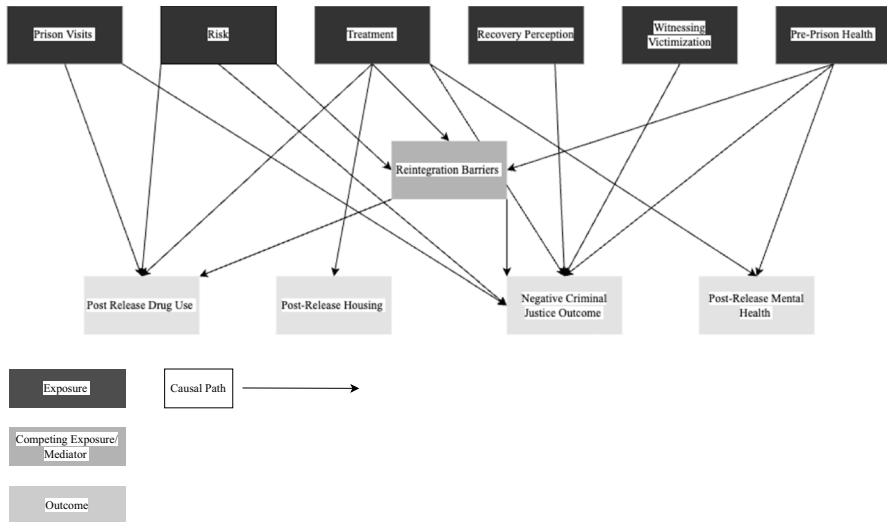 Prison Visits
Risk
Treatment
Recovery Perception
Witnessing
Victimization
Pre-Prison Health
Reintegration Barriers
Post Release Drug Use
Post-Release Housing
Negative Criminal
Justice Outcome
Post-Release Mental
Health
Exposure
Causal Path
Competing Exposure/
Mediator
Outcome